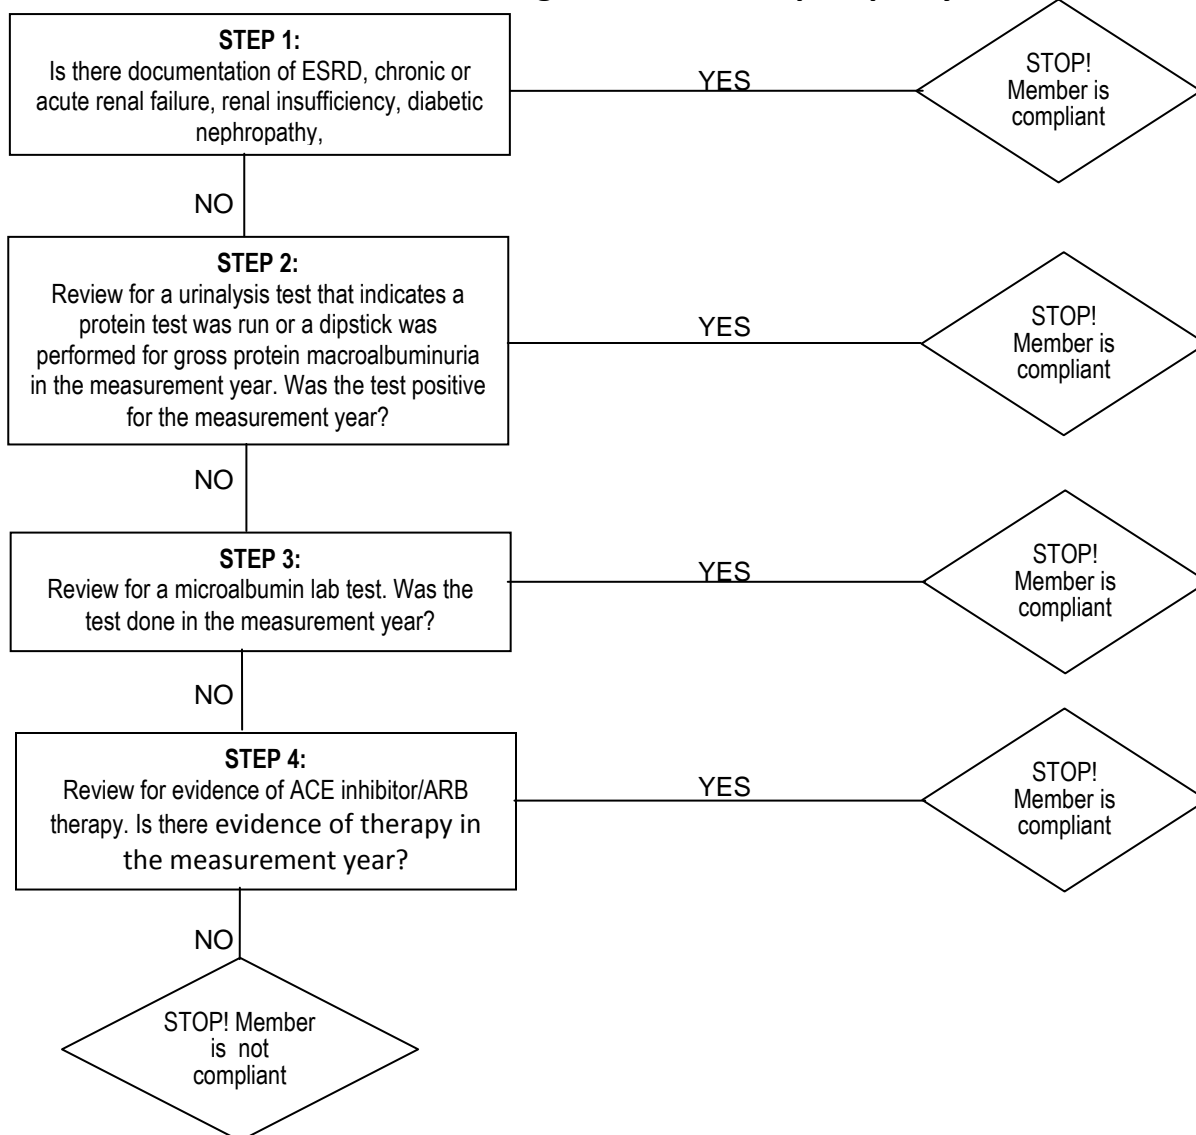 STEP 1:
Is there documentation of ESRD, chronic or
acute renal failure, renal insufficiency, diabetic
nephropathy,
YES
STOP!
Member is
compliant
NO
STEP 2:
Review for a urinalysis test that indicates a
protein test was run or a dipstick was
performed for gross protein macroalbuminuria
in the measurement year. Was the test positive
for the measurement year?
YES
STOP!
Member is
compliant
NO
STEP 3:
Review for a microalbumin lab test. Was the
test done in the measurement year?
YES
STOP!
Member is
compliant
NO
STEP 4:
Review for evidence of ACE inhibitor/ARB
therapy. Is there evidence of therapy in
the measurement year?
YES
STOP!
Member is
compliant
NO
STOP! Member
is not
compliant